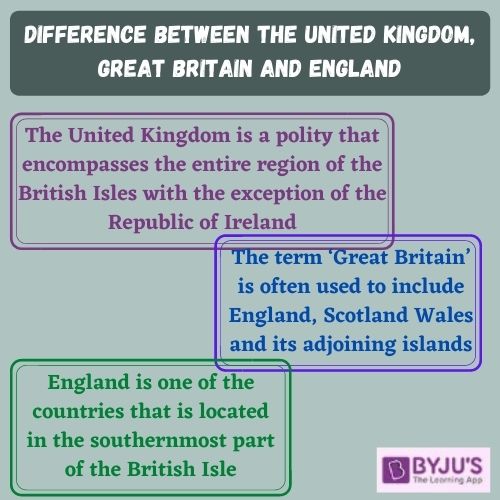 DIFFERENCE BETWEEN THE UNITED KINGDOM,
GREAT BRITAIN AND ENGLAND
The United Kingdom is a polity that
encompasses the entire region of the
British Isles with the exception of the
Republic of Ireland
The term ‘Great Britain’
is often used to include
England, Scotland Wales
and its adjoining islands
England is one of the
countries that is located
in the southernmost part
of the British Isle
B BYJU'S
The Learning App